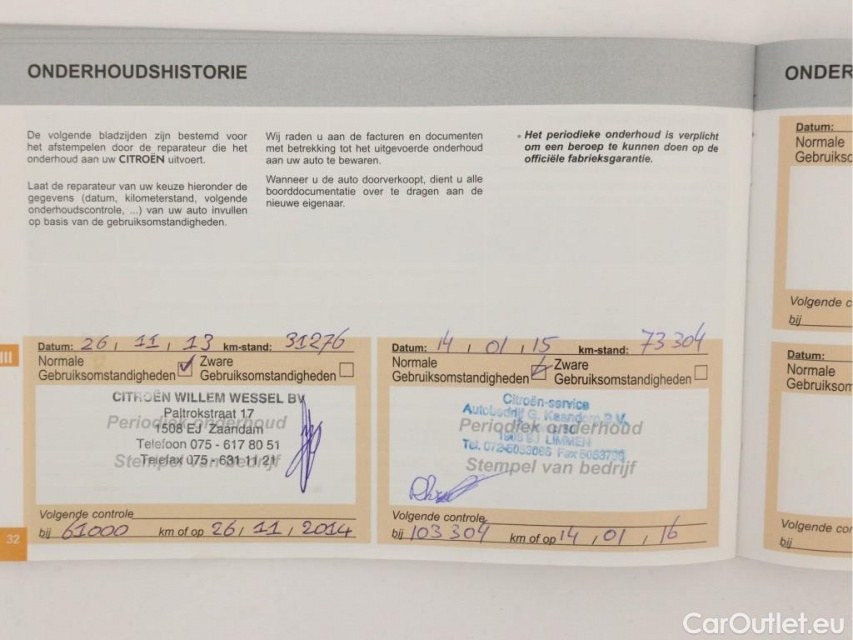 ONDERHOUDSHISTORIE
De volgende bladzijden zijn bestemd voor
het afstempelen door de reparateur die het
onderhoud aan uw CITROËN uitvoert.
Laat de reparateur van uw keuze hieronder de
gegevens (datum, kilometerstand, volgende
onderhoudscontrole, ...) van uw auto invullen
op basis van de gebruiksomstandigheden.
Wij raden u aan de facturen en documenten
met betrekking tot het uitgevoerde onderhoud
aan uw auto te bewaren.
Wanneer u de auto doorverkoopt, dient u alle
boorddocumentatie over te dragen aan de
nieuwe eigenaar.
• Het periodieke onderhoud is verplicht
om een beroep te kunnen doen op de
officiële fabrieksgarantie.
III
Datum: 26 / 11 / 13 km-stand: 31276
Normale Zware
Gebruiksomstandigheden Gebruiksomstandigheden
CITROËN WILLEM WESSEL BV
Paltrokstraat 17
Periodiek onderhoud
1508 EJ Zaandam
Telefoon 075 - 617 80 51
Telefax 075 - 631 11 21
Stempel van bedrijf
Volgende controle
bij 61000 km of op 26 / 11 / 2014
32
Datum: 14 / 01 / 15 km-stand: 73304
Normale Zware
Gebruiksomstandigheden Gebruiksomstandigheden
Citroën-service
Autobedrijf G.
Periodiek onderhoud
LIMMEN
Tel. Fax
Stempel van bedrijf
Volgende controle
bij 103304 km of op 14 / 01 / 16
ONDER
Datum:
Normale
Gebruikso
Volgende c
bij
Datum:
Normale
Gebruiksom
Volgende con
bij
CarOutlet.eu